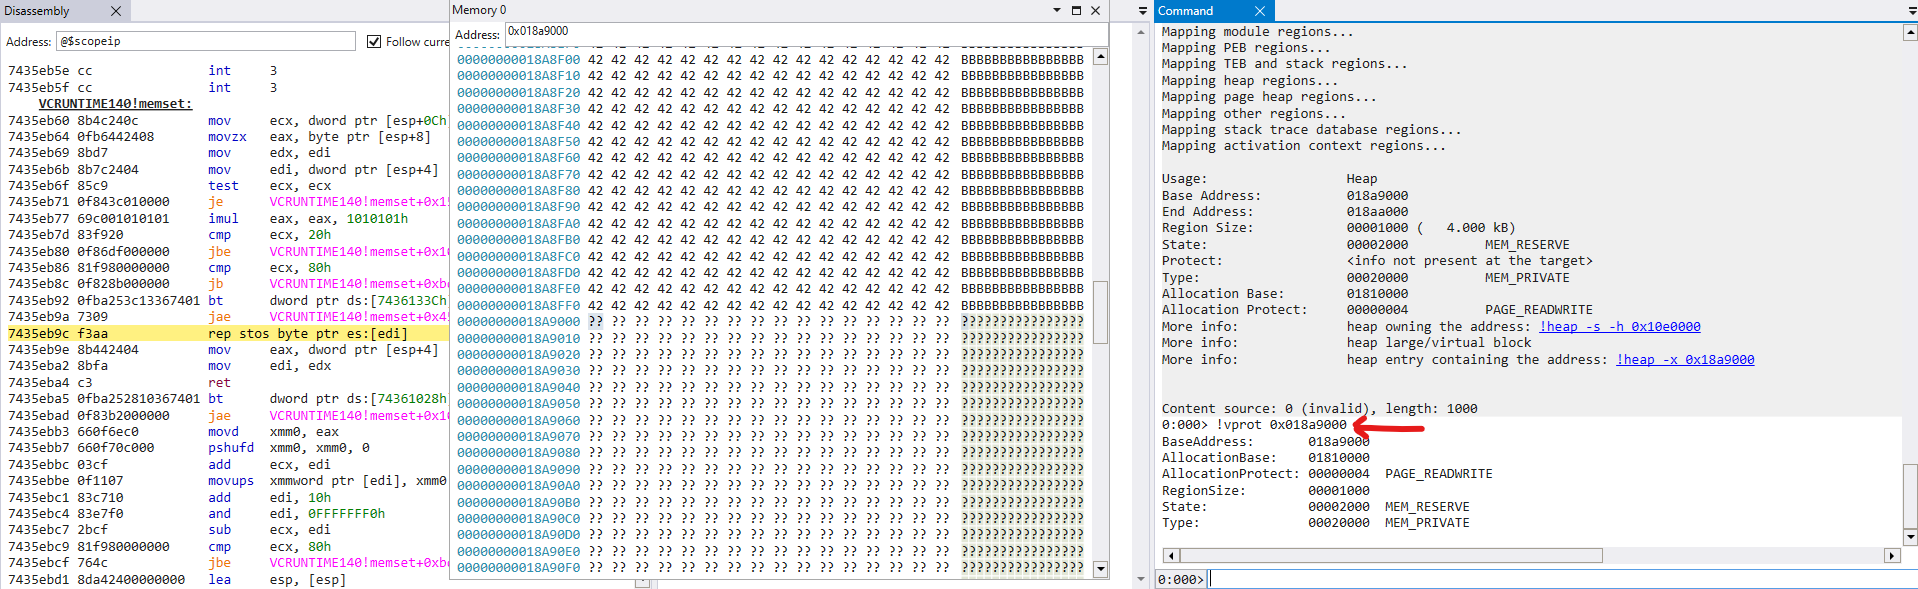 Disassembly
Address: @$scopeip Follow curre
7435eb5e cc int 3
7435eb5f cc int 3
VCRUNTIME140!memset:
7435eb60 8b4c240c mov ecx, dword ptr [esp+0Ch]
7435eb64 0fb6442408 movzx eax, byte ptr [esp+8]
7435eb69 8bd7 mov edx, edi
7435eb6b 8b7c2404 mov edi, dword ptr [esp+4]
7435eb6f 85c9 test ecx, ecx
7435eb71 0f843c010000 je VCRUNTIME140!memset+0x15
7435eb77 69c001010101 imul eax, eax, 1010101h
7435eb7d 83f920 cmp ecx, 20h
7435eb80 0f86df000000 jbe VCRUNTIME140!memset+0x10
7435eb86 81f980000000 cmp ecx, 80h
7435eb8c 0f828b000000 jb VCRUNTIME140!memset+0xb
7435eb92 0fba253c13367401 bt dword ptr ds:[7436133Ch]
7435eb9a 7309 jae VCRUNTIME140!memset+0x45
7435eb9c f3aa rep stos byte ptr es:[edi]
7435eb9e 8b442404 mov eax, dword ptr [esp+4]
7435eba2 8bfa mov edi, edx
7435eba4 c3 ret
7435eba5 0fba252810367401 bt dword ptr ds:[74361028h]
7435ebad 0f83b2000000 jae VCRUNTIME140!memset+0x10
7435ebb3 660f6ec0 movd xmm0, eax
7435ebb7 660f70c000 pshufd xmm0, xmm0, 0
7435ebbc 03cf add ecx, edi
7435ebbe 0f1107 movups xmmword ptr [edi], xmm0
7435ebc1 83c710 add edi, 10h
7435ebc4 83e7f0 and edi, 0FFFFFFF0h
7435ebc7 2bcf sub ecx, edi
7435ebc9 81f980000000 cmp ecx, 80h
7435ebcf 764c jbe VCRUNTIME140!memset+0xb
7435ebd1 8da42400000000 lea esp, [esp]
Memory 0
Address: 0x018a9000
00000000018A8F00 42 42 42 42 42 42 42 42 42 42 42 42 42 42 42 42 BBBBBBBBBBBBBBBB
00000000018A8F10 42 42 42 42 42 42 42 42 42 42 42 42 42 42 42 42 BBBBBBBBBBBBBBBB
00000000018A8F20 42 42 42 42 42 42 42 42 42 42 42 42 42 42 42 42 BBBBBBBBBBBBBBBB
00000000018A8F30 42 42 42 42 42 42 42 42 42 42 42 42 42 42 42 42 BBBBBBBBBBBBBBBB
00000000018A8F40 42 42 42 42 42 42 42 42 42 42 42 42 42 42 42 42 BBBBBBBBBBBBBBBB
00000000018A8F50 42 42 42 42 42 42 42 42 42 42 42 42 42 42 42 42 BBBBBBBBBBBBBBBB
00000000018A8F60 42 42 42 42 42 42 42 42 42 42 42 42 42 42 42 42 BBBBBBBBBBBBBBBB
00000000018A8F70 42 42 42 42 42 42 42 42 42 42 42 42 42 42 42 42 BBBBBBBBBBBBBBBB
00000000018A8F80 42 42 42 42 42 42 42 42 42 42 42 42 42 42 42 42 BBBBBBBBBBBBBBBB
00000000018A8F90 42 42 42 42 42 42 42 42 42 42 42 42 42 42 42 42 BBBBBBBBBBBBBBBB
00000000018A8FA0 42 42 42 42 42 42 42 42 42 42 42 42 42 42 42 42 BBBBBBBBBBBBBBBB
00000000018A8FB0 42 42 42 42 42 42 42 42 42 42 42 42 42 42 42 42 BBBBBBBBBBBBBBBB
00000000018A8FC0 42 42 42 42 42 42 42 42 42 42 42 42 42 42 42 42 BBBBBBBBBBBBBBBB
00000000018A8FD0 42 42 42 42 42 42 42 42 42 42 42 42 42 42 42 42 BBBBBBBBBBBBBBBB
00000000018A8FE0 42 42 42 42 42 42 42 42 42 42 42 42 42 42 42 42 BBBBBBBBBBBBBBBB
00000000018A8FF0 42 42 42 42 42 42 42 42 42 42 42 42 42 42 42 42 BBBBBBBBBBBBBBBB
00000000018A9000 ?? ?? ?? ?? ?? ?? ?? ?? ?? ?? ?? ?? ?? ?? ?? ?? ????????????????
00000000018A9010 ?? ?? ?? ?? ?? ?? ?? ?? ?? ?? ?? ?? ?? ?? ?? ?? ????????????????
00000000018A9020 ?? ?? ?? ?? ?? ?? ?? ?? ?? ?? ?? ?? ?? ?? ?? ?? ????????????????
00000000018A9030 ?? ?? ?? ?? ?? ?? ?? ?? ?? ?? ?? ?? ?? ?? ?? ?? ????????????????
00000000018A9040 ?? ?? ?? ?? ?? ?? ?? ?? ?? ?? ?? ?? ?? ?? ?? ?? ????????????????
00000000018A9050 ?? ?? ?? ?? ?? ?? ?? ?? ?? ?? ?? ?? ?? ?? ?? ?? ????????????????
00000000018A9060 ?? ?? ?? ?? ?? ?? ?? ?? ?? ?? ?? ?? ?? ?? ?? ?? ????????????????
00000000018A9070 ?? ?? ?? ?? ?? ?? ?? ?? ?? ?? ?? ?? ?? ?? ?? ?? ????????????????
00000000018A9080 ?? ?? ?? ?? ?? ?? ?? ?? ?? ?? ?? ?? ?? ?? ?? ?? ????????????????
00000000018A9090 ?? ?? ?? ?? ?? ?? ?? ?? ?? ?? ?? ?? ?? ?? ?? ?? ????????????????
00000000018A90A0 ?? ?? ?? ?? ?? ?? ?? ?? ?? ?? ?? ?? ?? ?? ?? ?? ????????????????
00000000018A90B0 ?? ?? ?? ?? ?? ?? ?? ?? ?? ?? ?? ?? ?? ?? ?? ?? ????????????????
00000000018A90C0 ?? ?? ?? ?? ?? ?? ?? ?? ?? ?? ?? ?? ?? ?? ?? ?? ????????????????
00000000018A90D0 ?? ?? ?? ?? ?? ?? ?? ?? ?? ?? ?? ?? ?? ?? ?? ?? ????????????????
00000000018A90E0 ?? ?? ?? ?? ?? ?? ?? ?? ?? ?? ?? ?? ?? ?? ?? ?? ????????????????
00000000018A90F0 ?? ?? ?? ?? ?? ?? ?? ?? ?? ?? ?? ?? ?? ?? ?? ?? ????????????????
Command
Mapping module regions...
Mapping PEB regions...
Mapping TEB and stack regions...
Mapping heap regions...
Mapping page heap regions...
Mapping other regions...
Mapping stack trace database regions...
Mapping activation context regions...
Usage: Heap
Base Address: 018a9000
End Address: 018aa000
Region Size: 00001000 ( 4.000 kB)
State: 00002000 MEM_RESERVE
Protect: <info not present at the target>
Type: 00020000 MEM_PRIVATE
Allocation Base: 01810000
Allocation Protect: 00000004 PAGE_READWRITE
More info: heap owning the address: !heap -s -h 0x10e0000
More info: heap large/virtual block
More info: heap entry containing the address: !heap -x 0x18a9000
Content source: 0 (invalid), length: 1000
0:000> !vprot 0x018a9000
BaseAddress: 018a9000
AllocationBase: 01810000
AllocationProtect: 00000004 PAGE_READWRITE
RegionSize: 00001000
State: 00002000 MEM_RESERVE
Type: 00020000 MEM_PRIVATE
0:000>